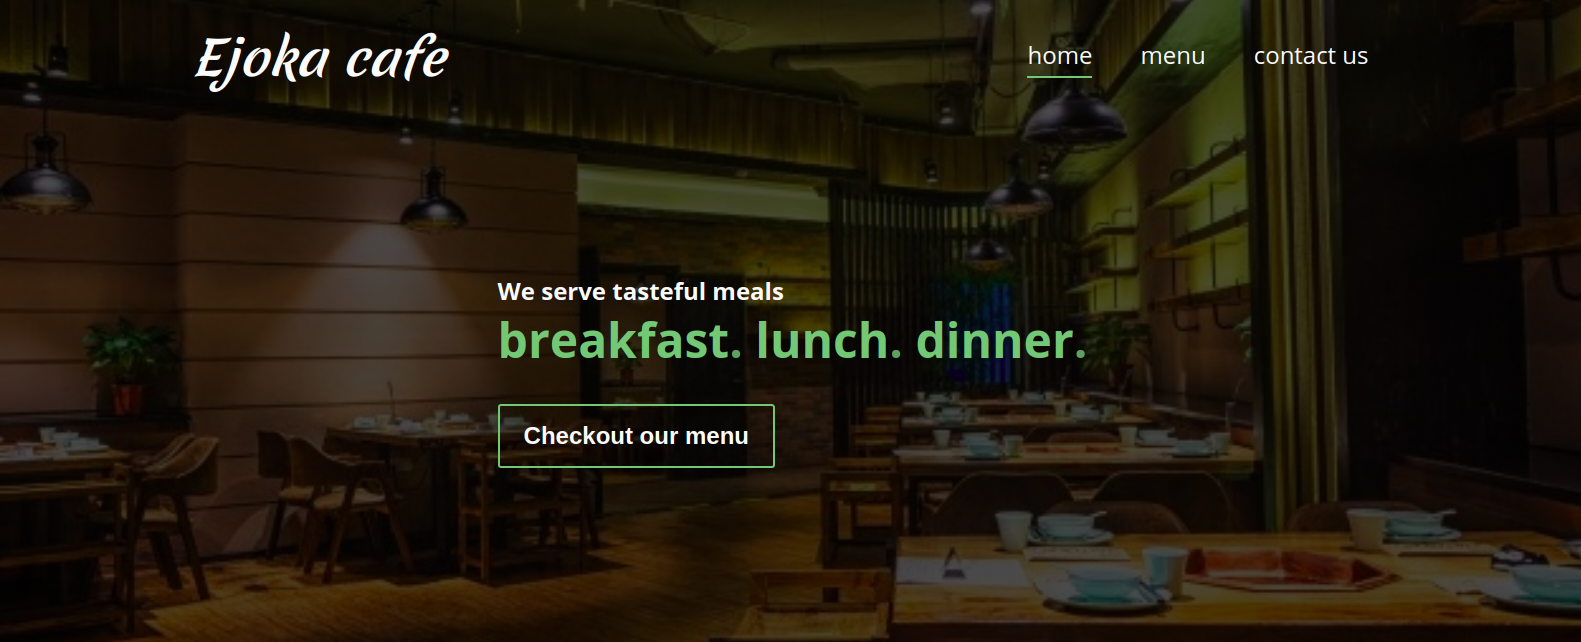 Ejoka cafe
home menu contact us
We serve tasteful meals
breakfast. lunch. dinner.
Checkout our menu